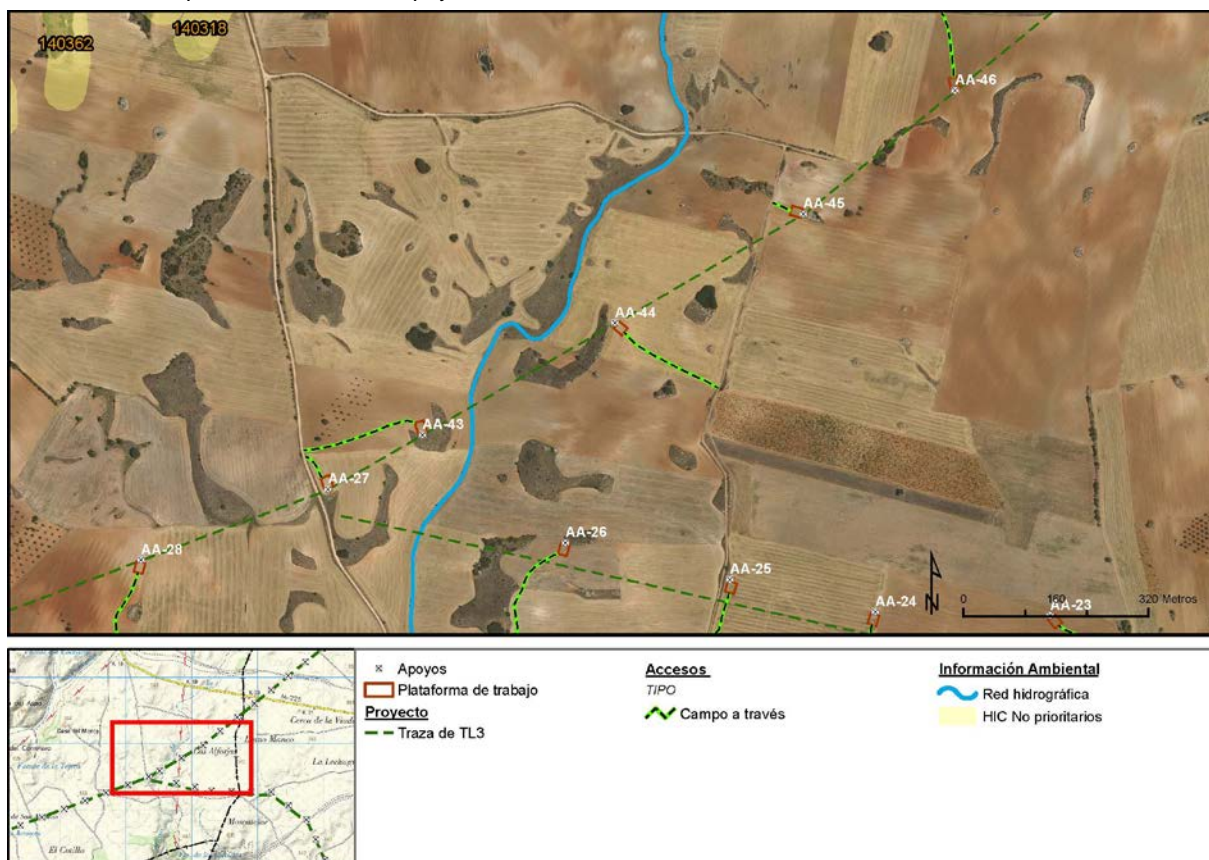 140362
140318
AA-46
AA-45
AA-44
AA-43
AA-27
AA-28
AA-26
AA-25
AA-24
AA-23
N
0 160 320 Metros
Apoyos
Plataforma de trabajo
Proyecto
Traza de TL3
Accesos
TIPO
Campo a través
Información Ambiental
Red hidrográfica
HIC No prioritarios
El Cotillo